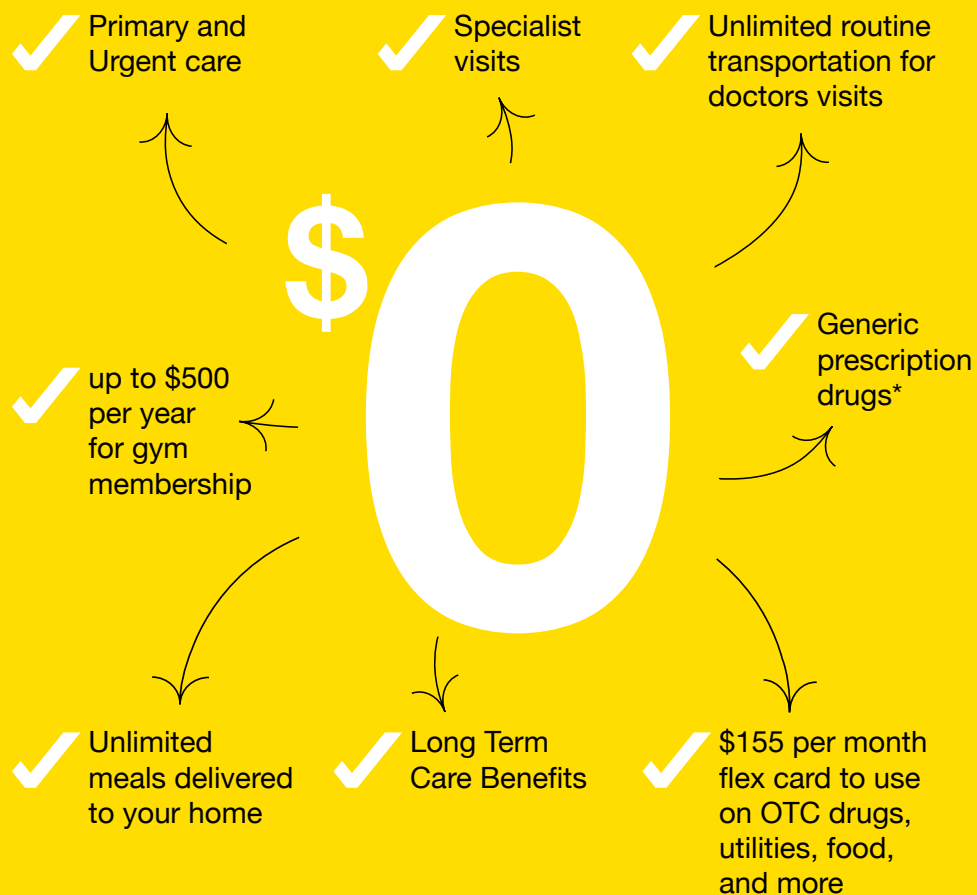 Primary and
Urgent care
Specialist
visits
Unlimited routine
transportation for
doctors visits
$0
up to $500
per year
for gym
membership
Generic
prescription
drugs*
Unlimited
meals delivered
to your home
Long Term
Care Benefits
$155 per month
flex card to use
on OTC drugs,
utilities, food,
and more